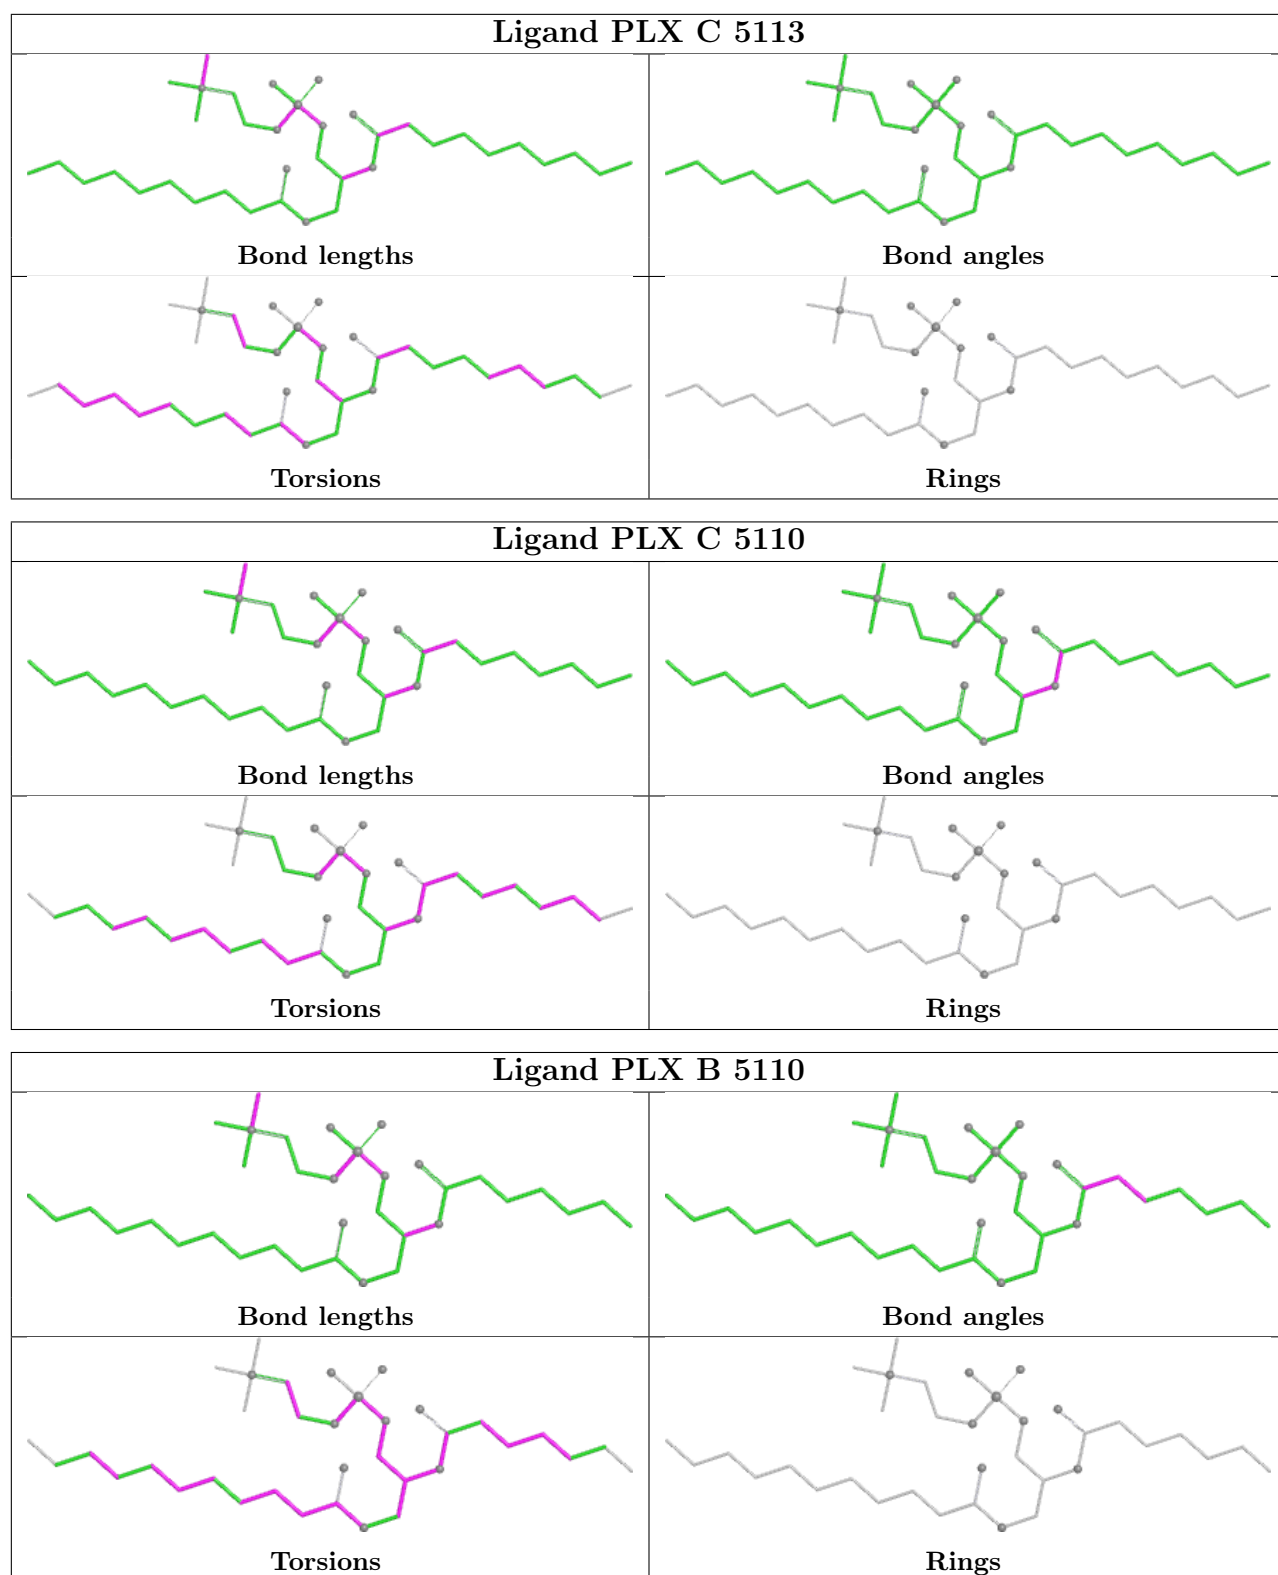 Ligand PLX C 5113
Bond lengths
Bond angles
Torsions
Rings
Ligand PLX C 5110
Bond lengths
Bond angles
Torsions
Rings
Ligand PLX B 5110
Bond lengths
Bond angles
Torsions
Rings